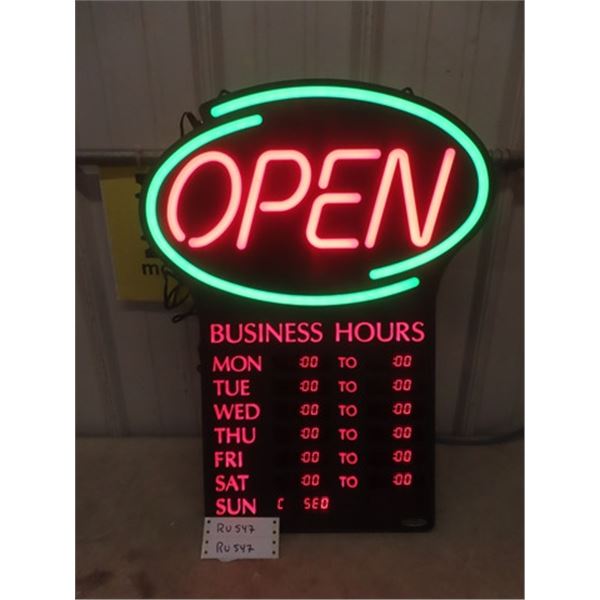 OPEN
BUSINESS HOURS
MON :00 TO :00
TUE :00 TO :00
WED :00 TO :00
THU :00 TO :00
FRI :00 TO :00
SAT :00 TO :00
SUN C SEO
RU547
RU547